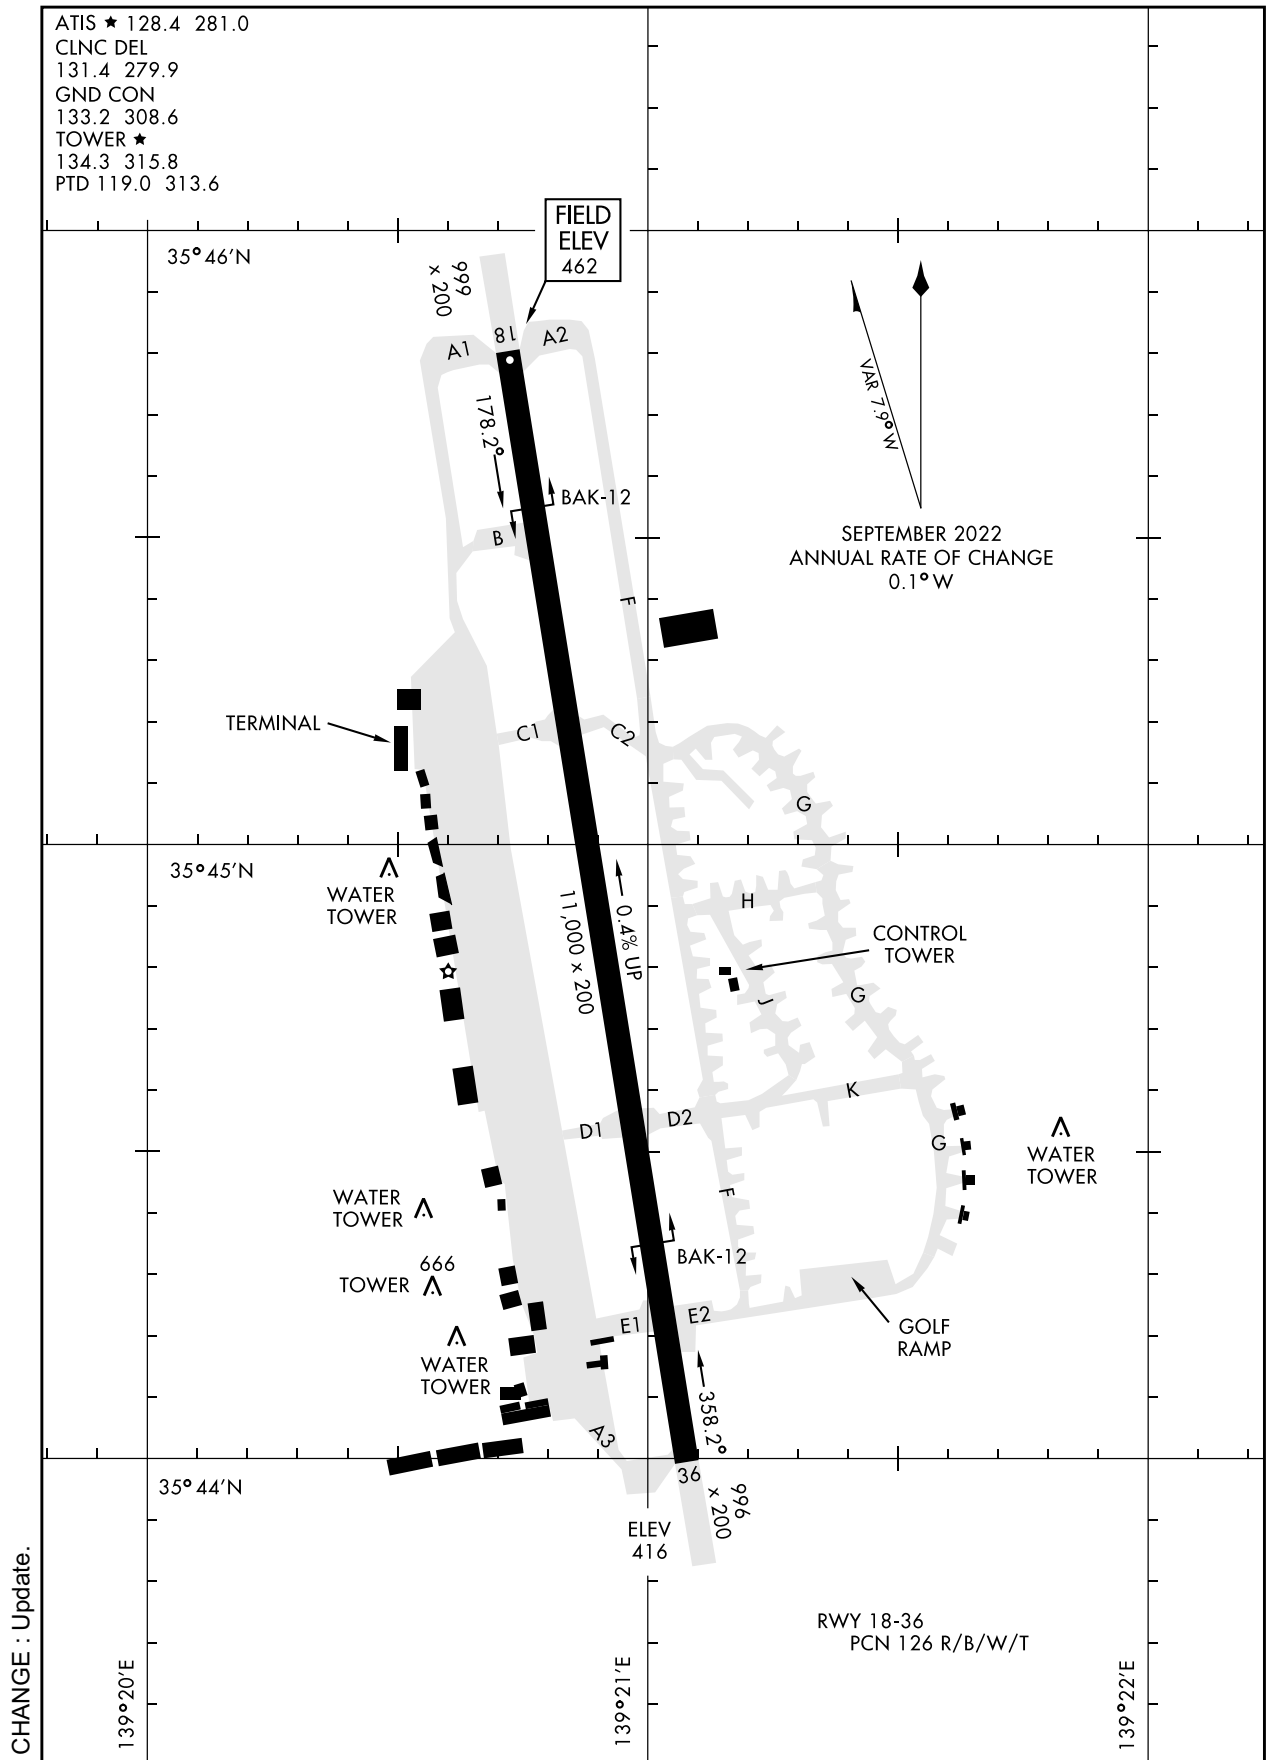 ATIS ★ 128.4 281.0
CLNC DEL
131.4 279.9
GND CON
133.2 308.6
TOWER ★
134.3 315.8
PTD 119.0 313.6
FIELD
ELEV
462
35°46'N
999
x 200
A1
18
A2
178.2°
VAR 7.9° W
BAK-12
B
SEPTEMBER 2022
ANNUAL RATE OF CHANGE
0.1° W
F
TERMINAL
C1
C2
G
35°45'N
WATER
TOWER
11,000 x 200
0.4% UP
H
CONTROL
TOWER
J
G
K
D1
D2
G
WATER
TOWER
F
WATER
TOWER
BAK-12
666
TOWER
E1
E2
GOLF
RAMP
WATER
TOWER
358.2°
A3
36
35°44'N
996
x 200
ELEV
416
RWY 18-36
PCN 126 R/B/W/T
139°20'E
139°21'E
139°22'E
CHANGE : Update.